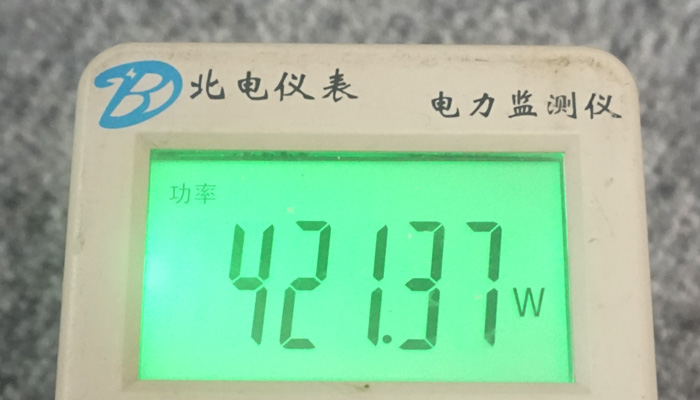 北电仪表
电力监测仪
功率
421.37 W